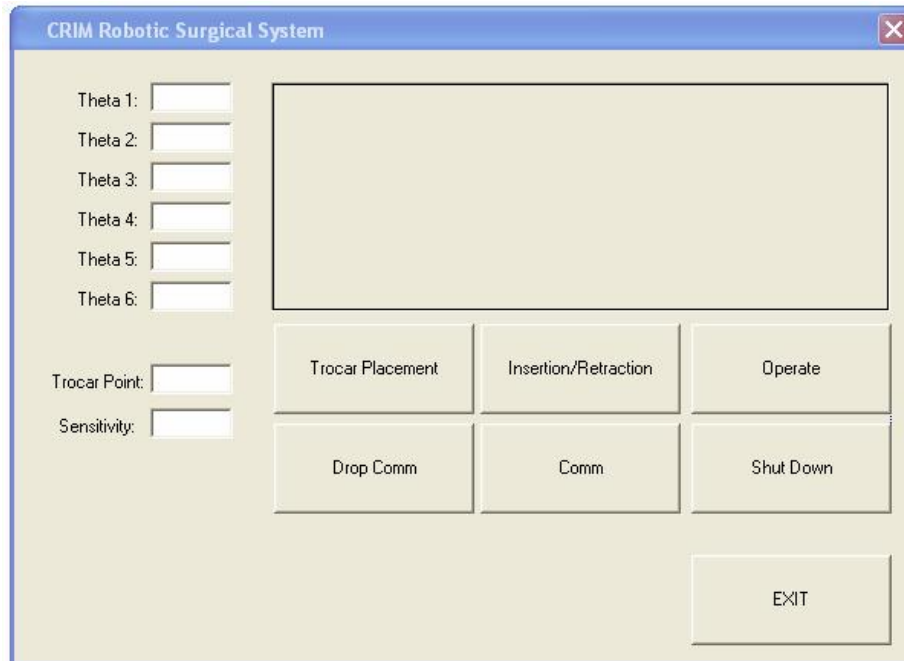 CRIM Robotic Surgical System
Theta 1:
Theta 2:
Theta 3:
Theta 4:
Theta 5:
Theta 6:
Trocar Point:
Sensitivity:
Trocar Placement
Insertion/Retraction
Operate
Drop Comm
Comm
Shut Down
EXIT